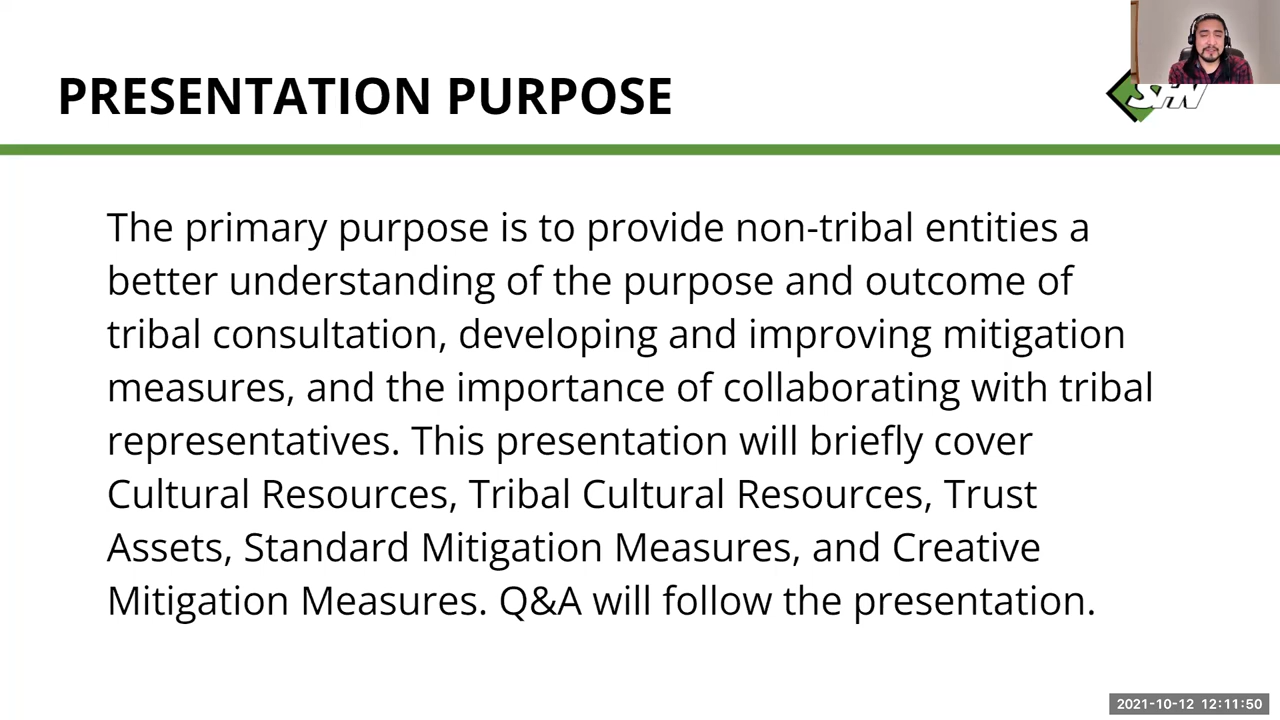 PRESENTATION PURPOSE
SHN
The primary purpose is to provide non-tribal entities a
better understanding of the purpose and outcome of
tribal consultation, developing and improving mitigation
measures, and the importance of collaborating with tribal
representatives. This presentation will briefly cover
Cultural Resources, Tribal Cultural Resources, Trust
Assets, Standard Mitigation Measures, and Creative
Mitigation Measures. Q&A will follow the presentation.
2021-10-12 12:11:50